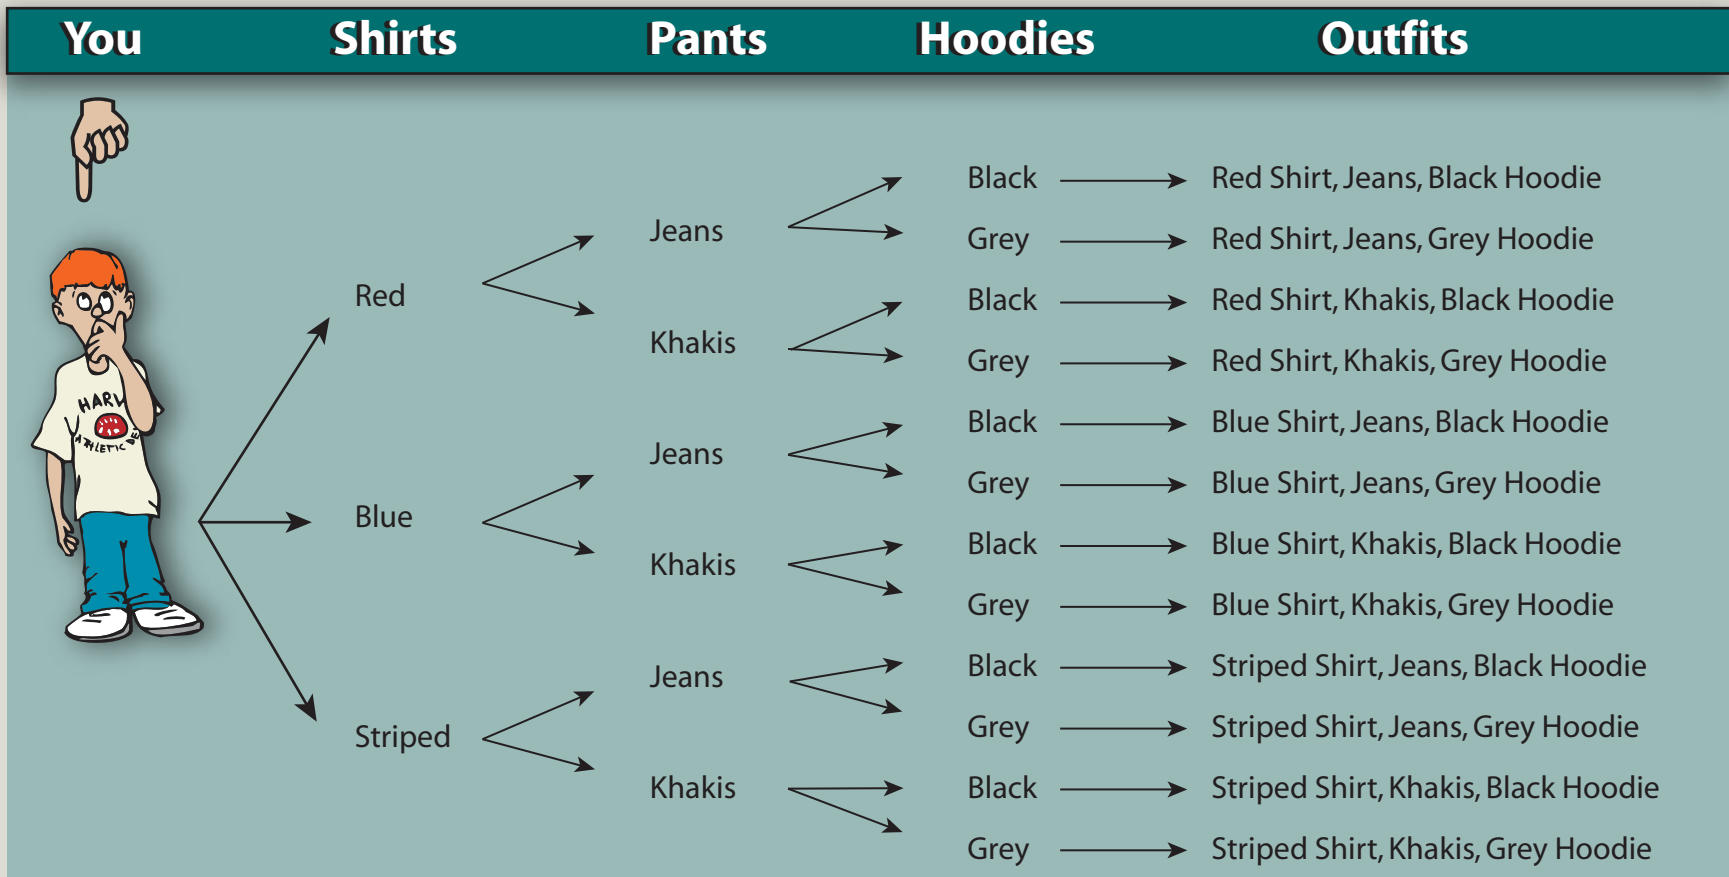 You Shirts Pants Hoodies Outfits
Black Red Shirt, Jeans, Black Hoodie
Jeans
Grey Red Shirt, Jeans, Grey Hoodie
Red
Black Red Shirt, Khakis, Black Hoodie
Khakis
Grey Red Shirt, Khakis, Grey Hoodie
HARV
ATHLETIC DE
Black Blue Shirt, Jeans, Black Hoodie
Jeans
Grey Blue Shirt, Jeans, Grey Hoodie
Blue
Black Blue Shirt, Khakis, Black Hoodie
Khakis
Grey Blue Shirt, Khakis, Grey Hoodie
Black Striped Shirt, Jeans, Black Hoodie
Jeans
Grey Striped Shirt, Jeans, Grey Hoodie
Striped
Black Striped Shirt, Khakis, Black Hoodie
Khakis
Grey Striped Shirt, Khakis, Grey Hoodie